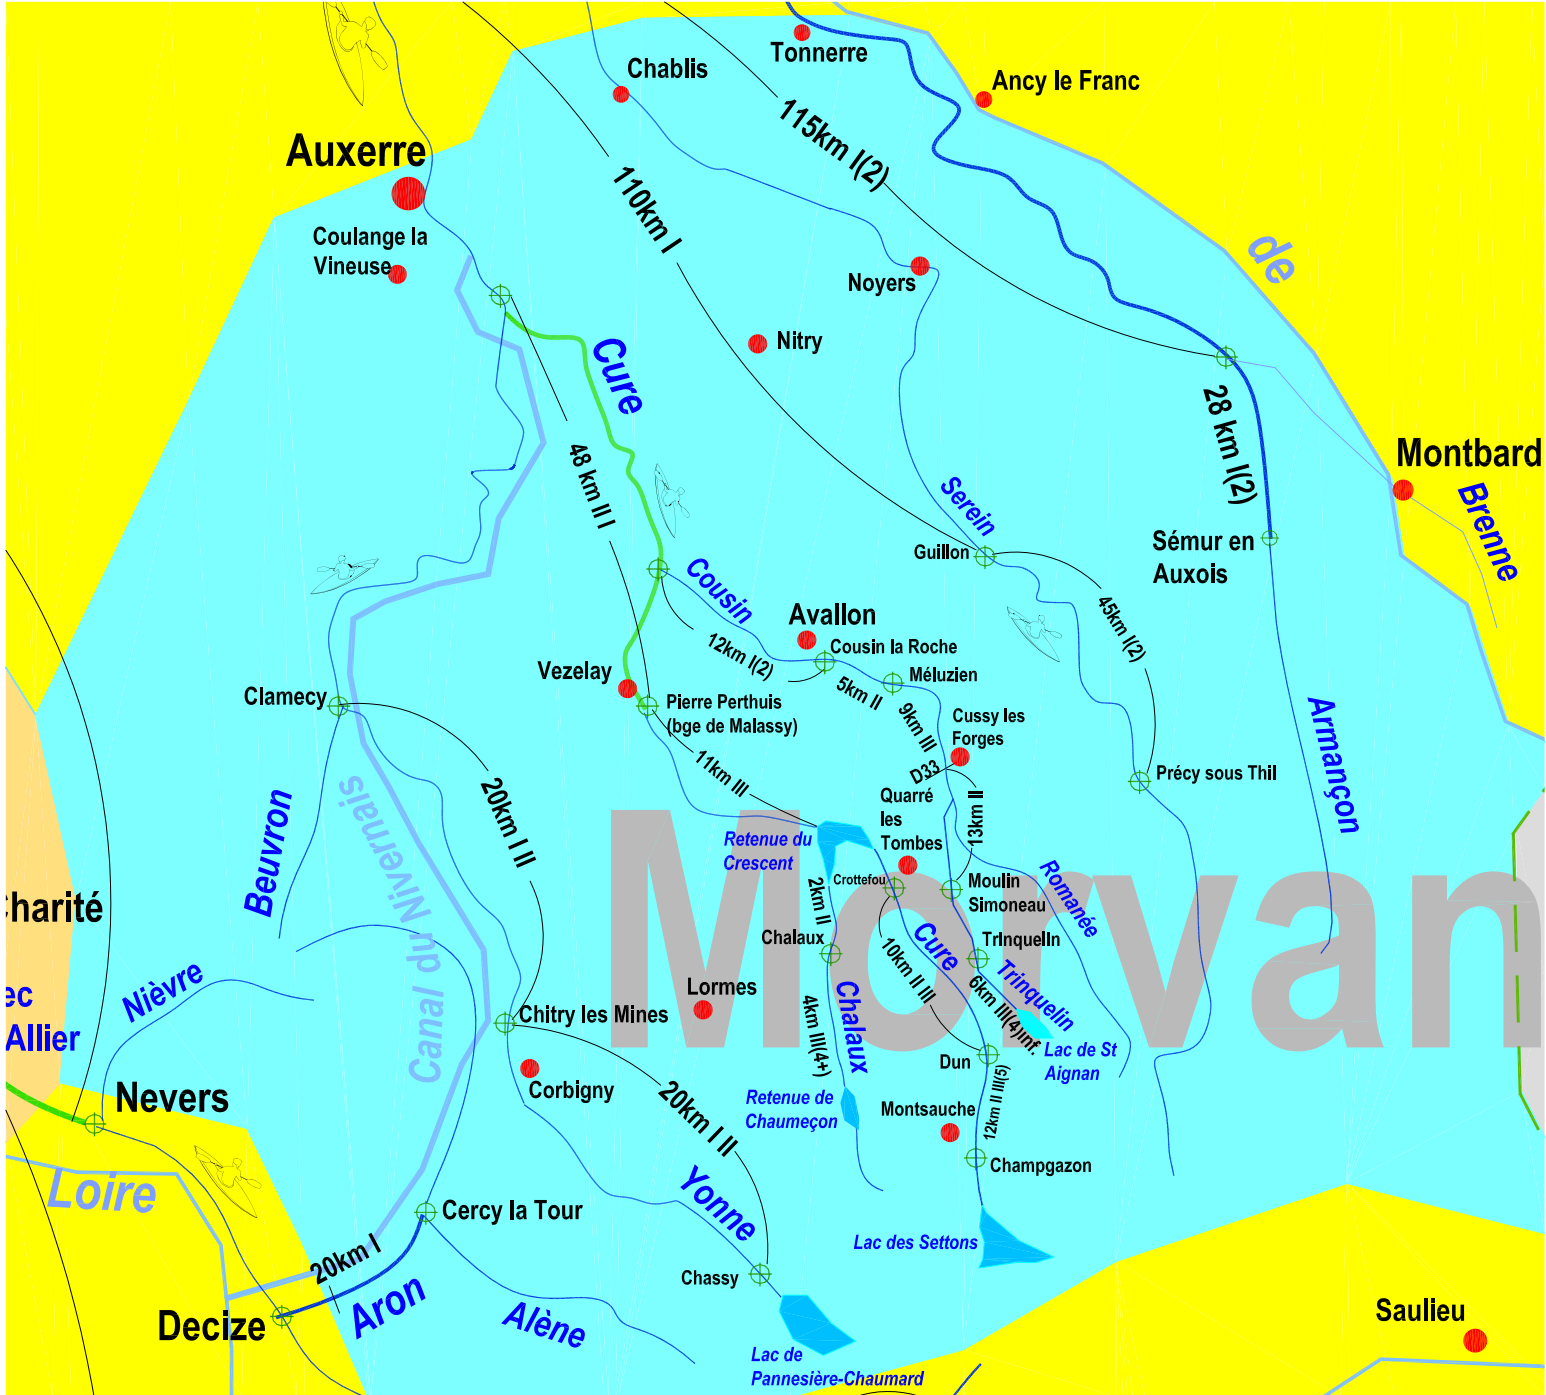 Tonnerre
Chablis
Ancy le Franc
115km I(2)
Auxerre
110km I
Coulange la
Vineuse
de
Noyers
Nitry
Cure
28 km I(2)
Montbard
48 km II I
Serein
Brenne
Guillon
Sémur en
Auxois
Cousin
45km I(2)
Avallon
12km I(2)
Cousin la Roche
Vezelay
Méluzien
5km II
Clamecy
Pierre Perthuis
(bge de Malassy)
9km III
Cussy les
Forges
Armançon
11km III
D33
Précy sous Thil
20km I II
Quarré
les
Tombes
13km II
Canal du Nivernais
Beuvron
Retenue du
Crescent
Morvan
Crottefou
2km II
Moulin
Simoneau
Romanée
harité
Chalaux
Cure
TrInquelIn
10km II III
Trinquelin
Nièvre
ec
Allier
Lormes
Chitry les Mines
4km III(4+)
Chalaux
6km III(4)Inf.
Dun
Lac de St
Aignan
Corbigny
Nevers
Retenue de
Chaumeçon
Montsauche
12km II III(5)
20km I II
Champgazon
Loire
Yonne
Cercy la Tour
Lac des Settons
20km I
Chassy
Decize
Aron
Alène
Saulieu
Lac de
Pannesière-Chaumard